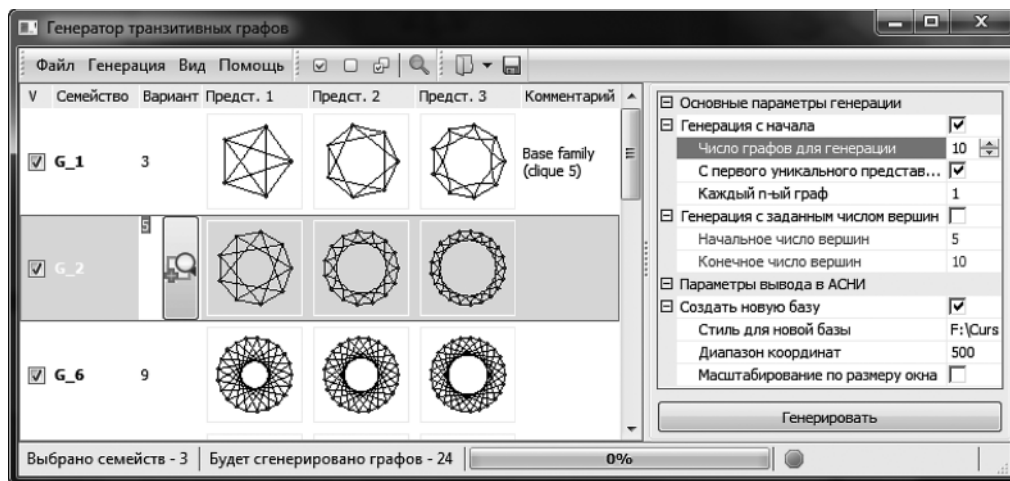 Генератор транзитивных графов
Файл Генерация Вид Помощь
V Семейство Вариант Предст. 1 Предст. 2 Предст. 3 Комментарий
G_1 3 Base family
(clique 5)
G_2 5
G_6 9
Основные параметры генерации
Генерация с начала
Число графов для генерации 10
С первого уникального представ...
Каждый n-ый граф 1
Генерация с заданным числом вершин
Начальное число вершин 5
Конечное число вершин 10
Параметры вывода в АСНИ
Создать новую базу
Стиль для новой базы F:\Curs
Диапазон координат 500
Масштабирование по размеру окна
Генерировать
Выбрано семейств - 3 Будет сгенерировано графов - 24 0%